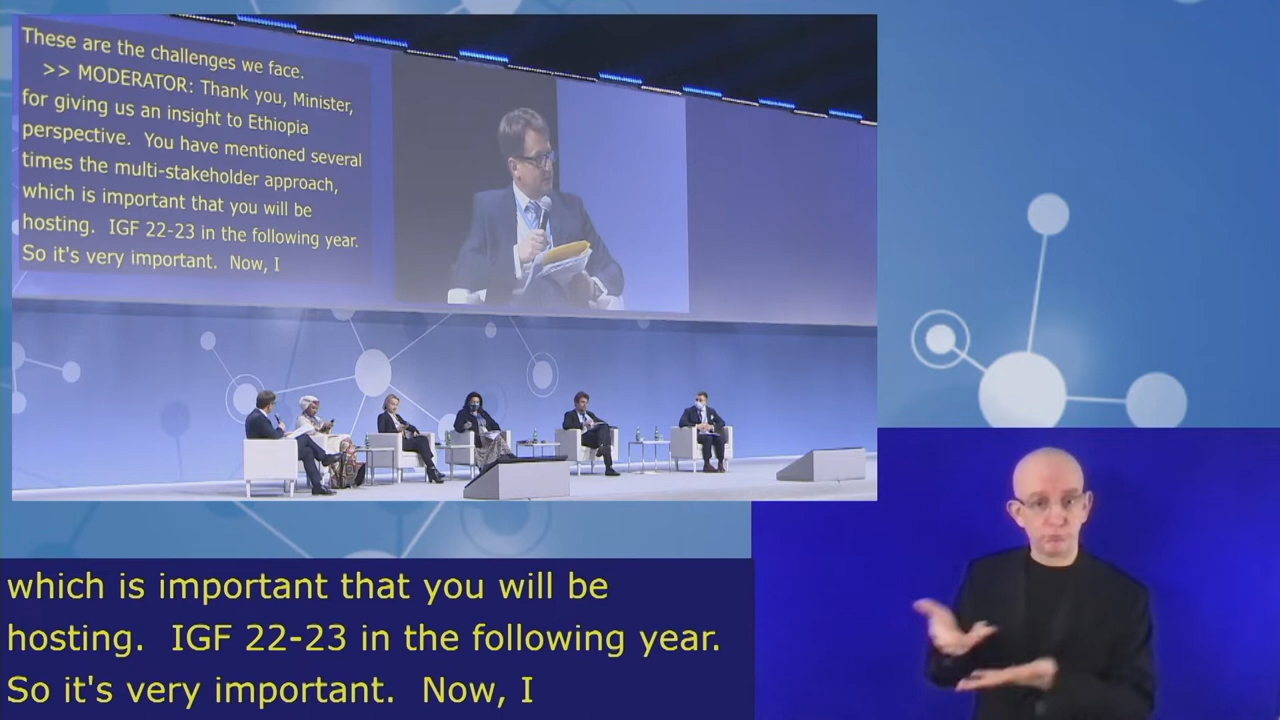 These are the challenges we face.
>> MODERATOR: Thank you, Minister,
for giving us an insight to Ethiopia
perspective. You have mentioned several
times the multi-stakeholder approach,
which is important that you will be
hosting. IGF 22-23 in the following year.
So it's very important. Now, I
which is important that you will be
hosting. IGF 22-23 in the following year.
So it's very important. Now, I